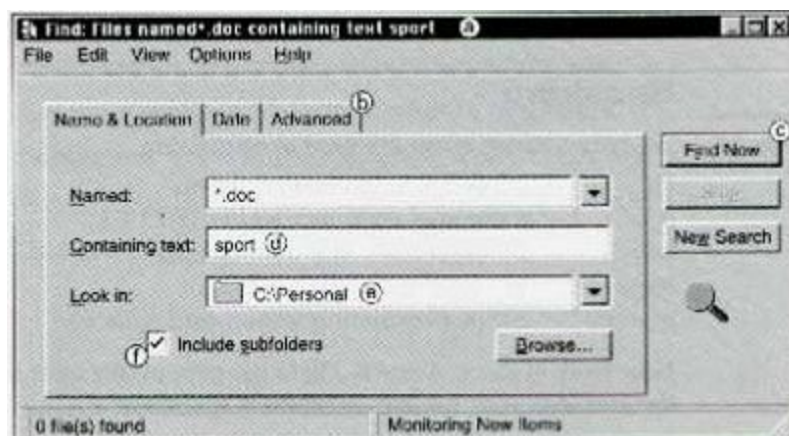 Find: Files named*.doc containing text sport a
File Edit View Options Help
b
Name & Location Date Advanced
c
Find Now
Named: *.doc
Stop
Containing text: sport d
New Search
Look in: C:\Personal e
f Include subfolders Browse...
0 file(s) found Monitoring New Items